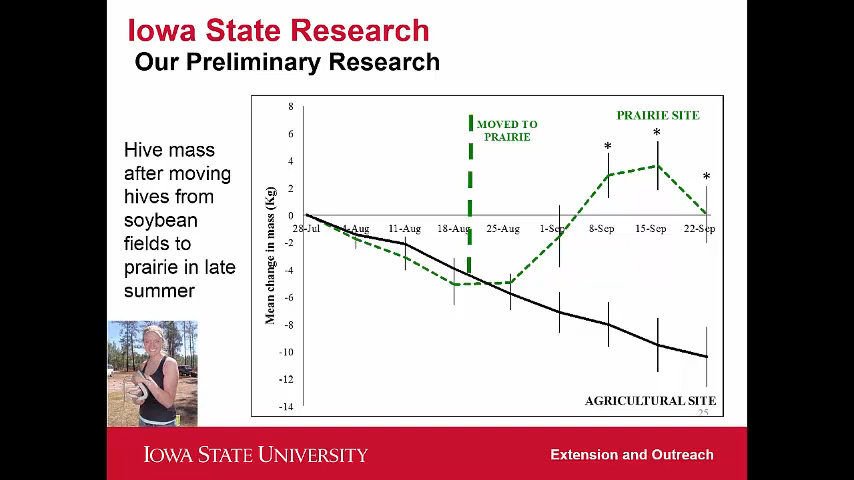 Iowa State Research
Our Preliminary Research
Hive mass
after moving
hives from
soybean
fields to
prairie in late
summer
Mean change in mass (Kg)
8
6
4
2
0
-2
-4
-6
-8
-10
-12
-14
MOVED TO
PRAIRIE
PRAIRIE SITE
* * *
28-Jul 4-Aug 11-Aug 18-Aug 25-Aug 1-Sep 8-Sep 15-Sep 22-Sep
AGRICULTURAL SITE
25
IOWA STATE UNIVERSITY
Extension and Outreach